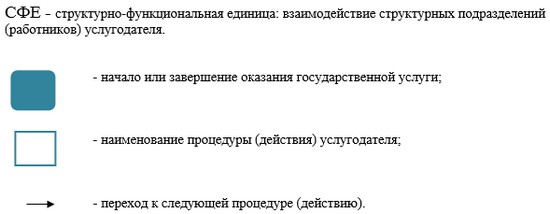 СФЕ – структурно-функциональная единица: взаимодействие структурных подразделений
(работников) услугодателя.
- начало или завершение оказания государственной услуги;
- наименование процедуры (действия) услугодателя;
- переход к следующей процедуре (действию).